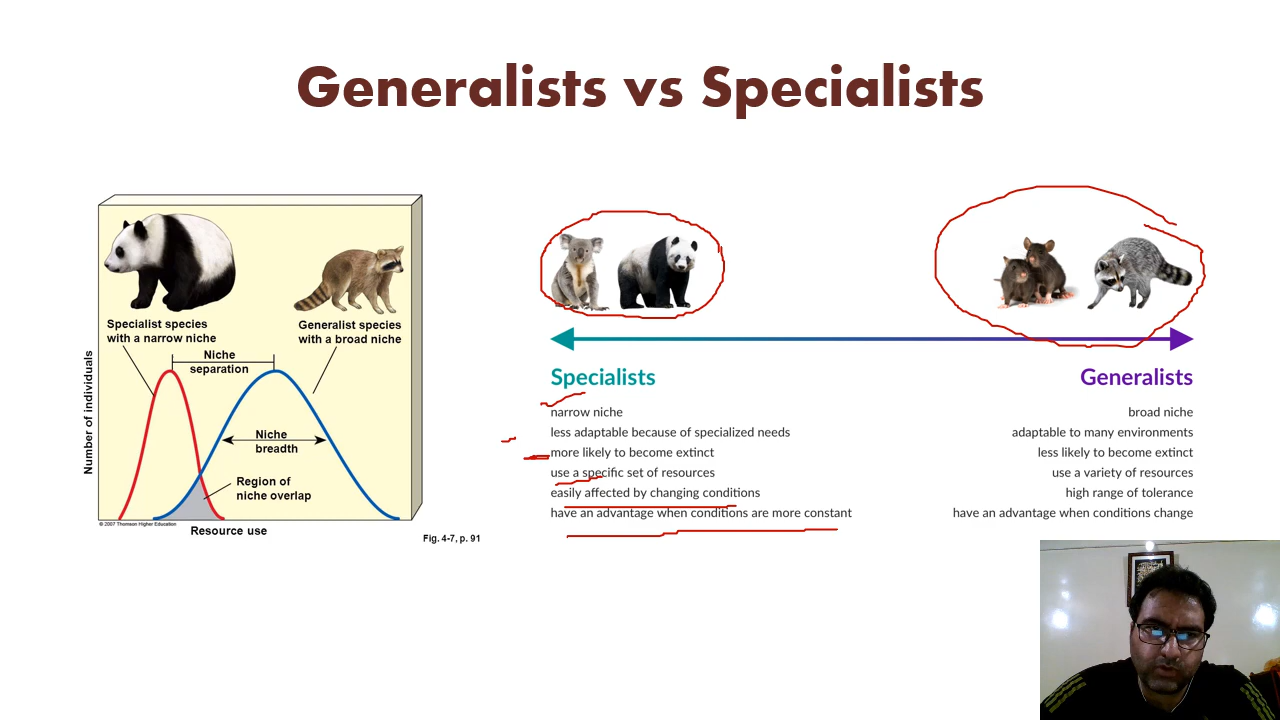 Generalists vs Specialists
Specialist species
with a narrow niche
Generalist species
with a broad niche
Niche
separation
Number of individuals
Niche
breadth
Region of
niche overlap
© 2007 Thomson Higher Education
Resource use
Fig. 4-7, p. 91
Specialists
narrow niche
less adaptable because of specialized needs
more likely to become extinct
use a specific set of resources
easily affected by changing conditions
have an advantage when conditions are more constant
Generalists
broad niche
adaptable to many environments
less likely to become extinct
use a variety of resources
high range of tolerance
have an advantage when conditions change